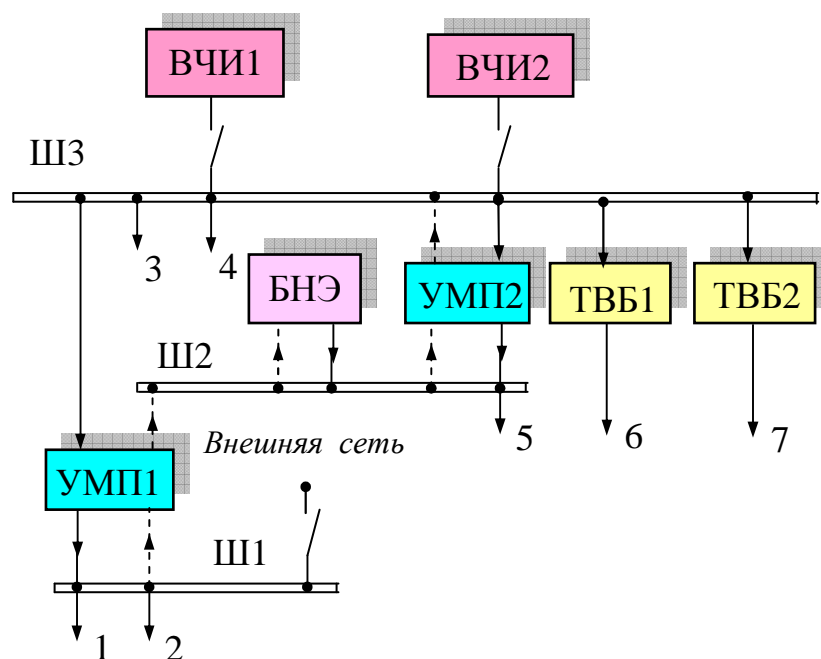 ВЧИ1
ВЧИ2
Ш3
3
4
БНЭ
УМП2
ТВБ1
ТВБ2
Ш2
5
6
7
Внешняя сеть
УМП1
Ш1
1
2